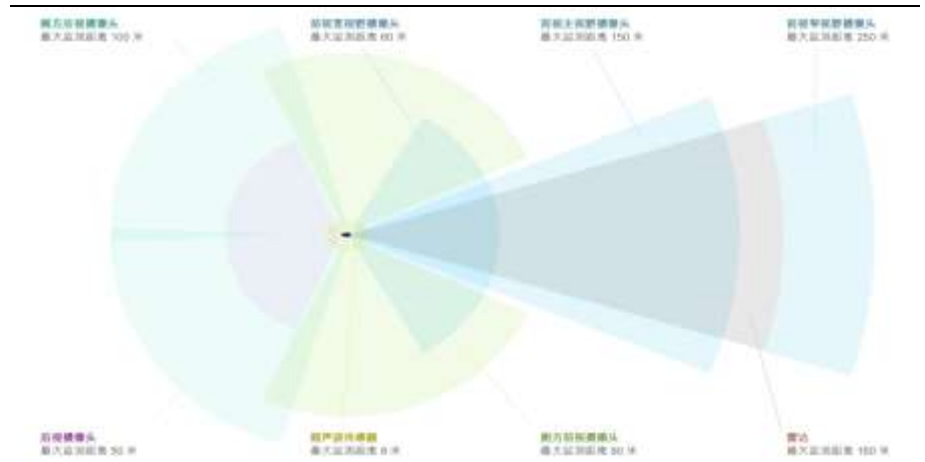 侧方后视摄像头
最大监测距离 100 米
前视宽视野摄像头
最大监测距离 60 米
前视主视野摄像头
最大监测距离 150 米
前视窄视野摄像头
最大监测距离 250 米
后视摄像头
最大监测距离 50 米
超声波传感器
最大监测距离 8 米
侧方前视摄像头
最大监测距离 80 米
雷达
最大监测距离 160 米